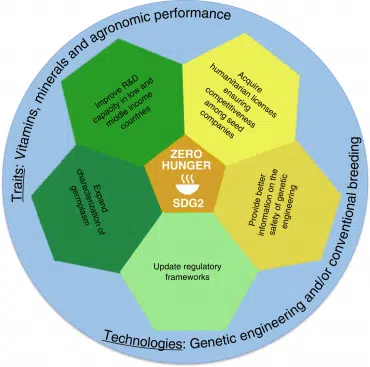 Traits: Vitamins, minerals and agronomic performance
Improve R&D
capacity in low and
middle income
countries
Acquire
humanitarian licenses
ensuring
competitiveness
among seed
companies
ZERO
HUNGER
SDG2
Expand
characterization of
germplasm
Provide better
information on the
safety of genetic
engineering
Update regulatory
frameworks
Technologies: Genetic engineering and/or conventional breeding